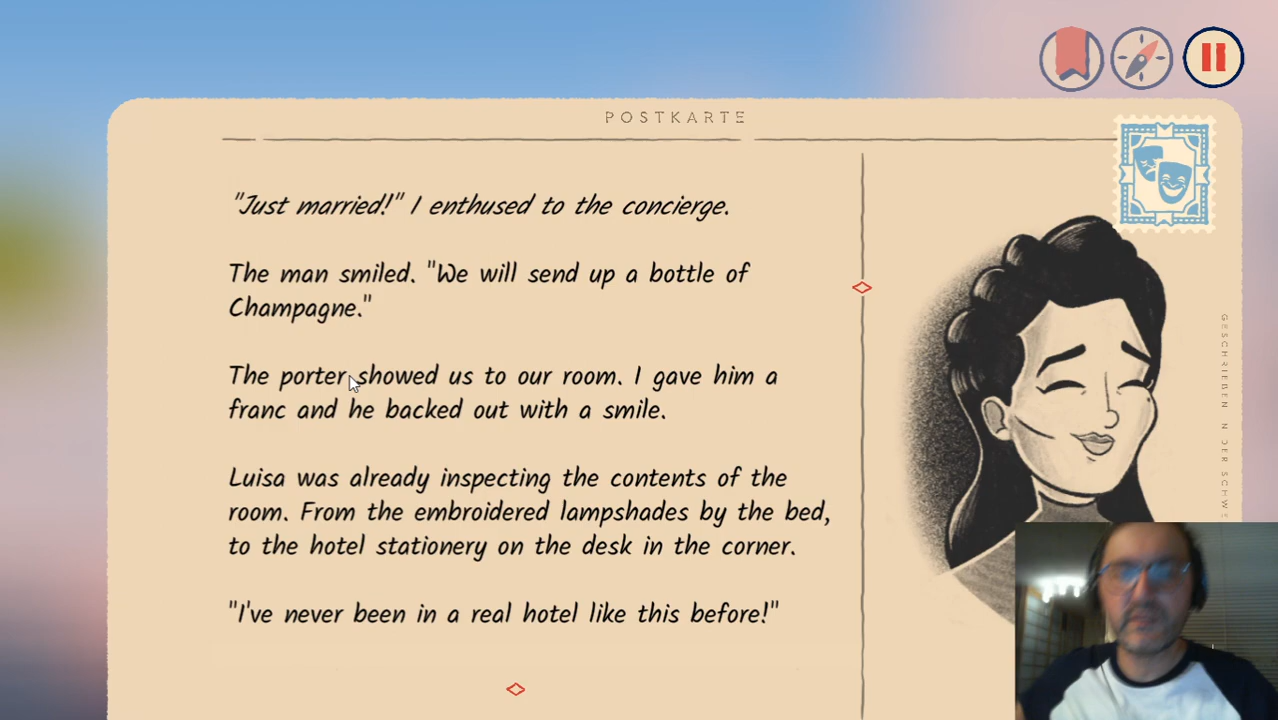 POSTKARTE
"Just married!" I enthused to the concierge.
The man smiled. "We will send up a bottle of
Champagne."
The porter showed us to our room. I gave him a
franc and he backed out with a smile.
Luisa was already inspecting the contents of the
room. From the embroidered lampshades by the bed,
to the hotel stationery on the desk in the corner.
"I've never been in a real hotel like this before!"
GESCHRIEBEN IN DER